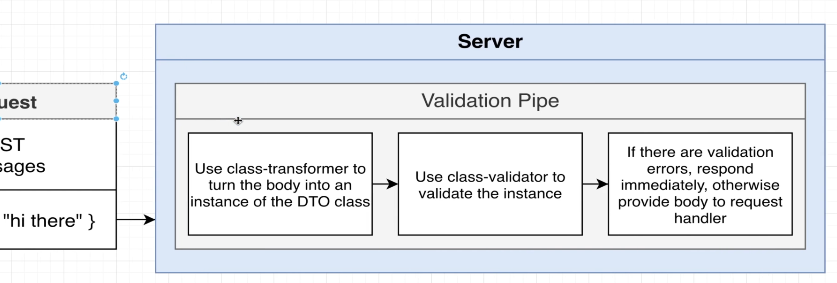 Server
Validation Pipe
uest
ST
sages
"hi there" }
Use class-transformer to
turn the body into an
instance of the DTO class
Use class-validator to
validate the instance
If there are validation
errors, respond
immediately, otherwise
provide body to request
handler